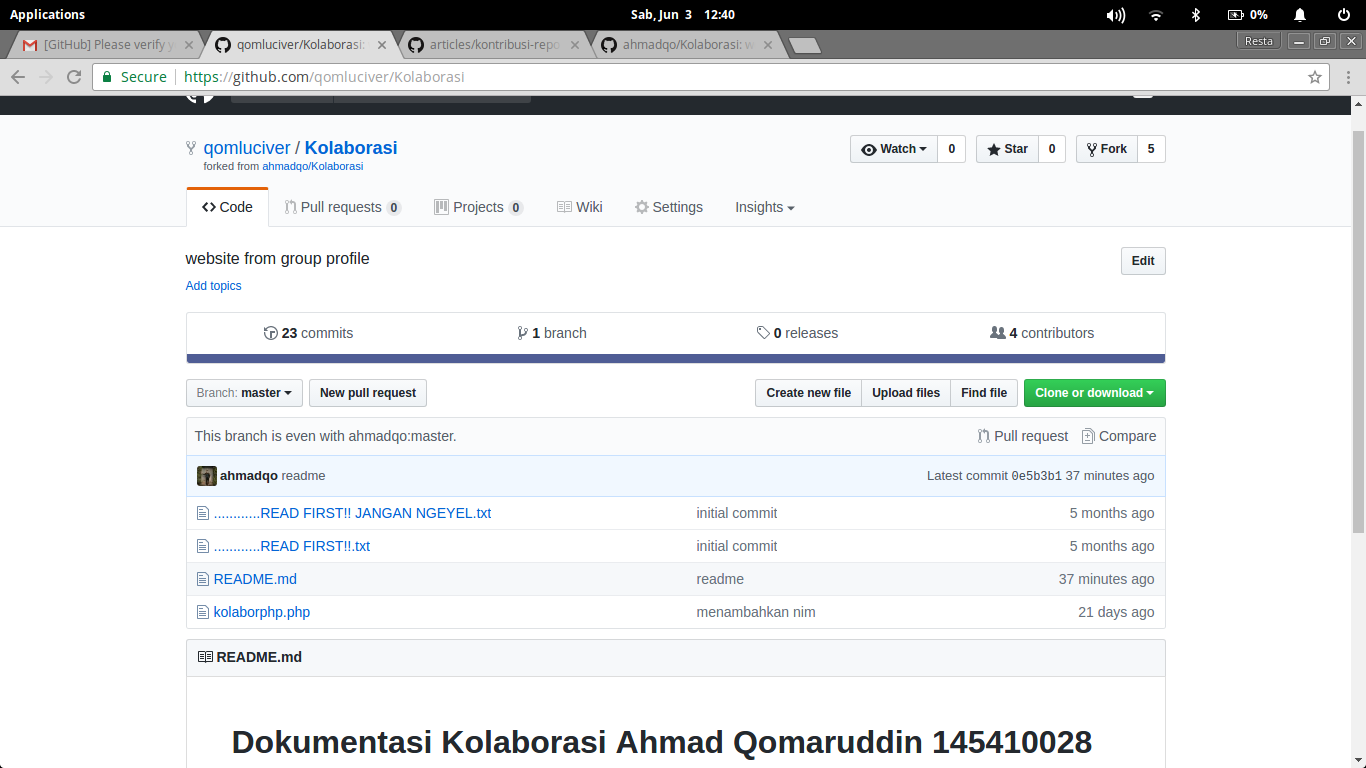 Applications Sab, Jun 3 12:40 0%
[GitHub] Please verify y qomluciver/Kolaborasi: articles/kontribusi-repo ahmadqo/Kolaborasi: w Resta
Secure https://github.com/qomluciver/Kolaborasi
qomluciver / Kolaborasi Watch 0 Star 0 Fork 5
forked from ahmadqo/Kolaborasi
Code Pull requests 0 Projects 0 Wiki Settings Insights
website from group profile Edit
Add topics
23 commits 1 branch 0 releases 4 contributors
Branch: master New pull request Create new file Upload files Find file Clone or download
This branch is even with ahmadqo:master. Pull request Compare
ahmadqo readme Latest commit 0e5b3b1 37 minutes ago
............READ FIRST!! JANGAN NGEYEL.txt initial commit 5 months ago
............READ FIRST!!.txt initial commit 5 months ago
README.md readme 37 minutes ago
kolaborphp.php menambahkan nim 21 days ago
README.md
Dokumentasi Kolaborasi Ahmad Qomaruddin 145410028